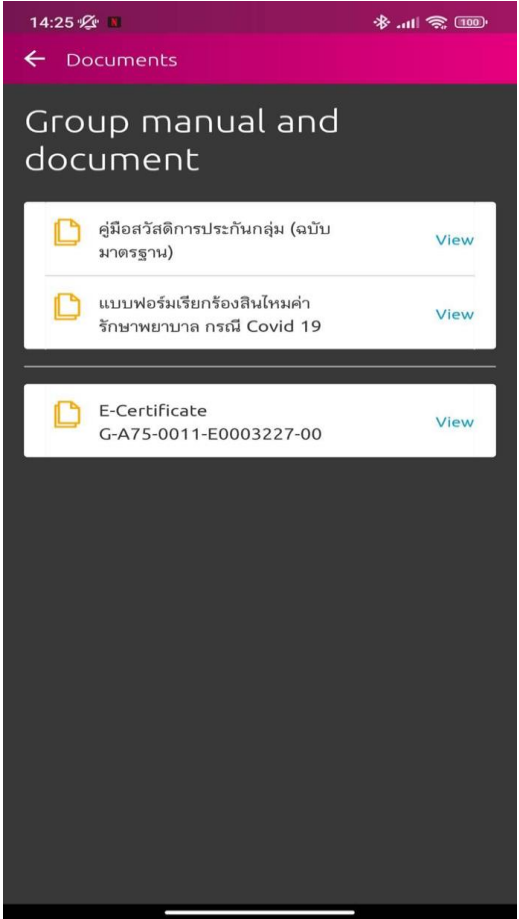 14:25
100
Documents
Group manual and
document
คู่มือสวัสดิการประกันกลุ่ม (ฉบับ
มาตรฐาน)
View
แบบฟอร์มเรียกร้องสินไหมค่า
รักษาพยาบาล กรณี Covid 19
View
E-Certificate
G-A75-0011-E0003227-00
View